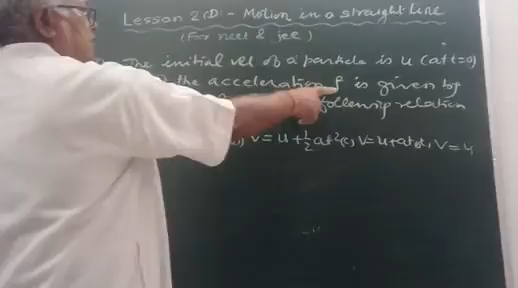 Lesson 2(D):- Motion in a straight line
(For neet & jee)
The initial vel of a particle is u (at t=0)
the acceleration f is given by
following relation
V = u + 1/2 at² (c) V = u + at² (d) V = u